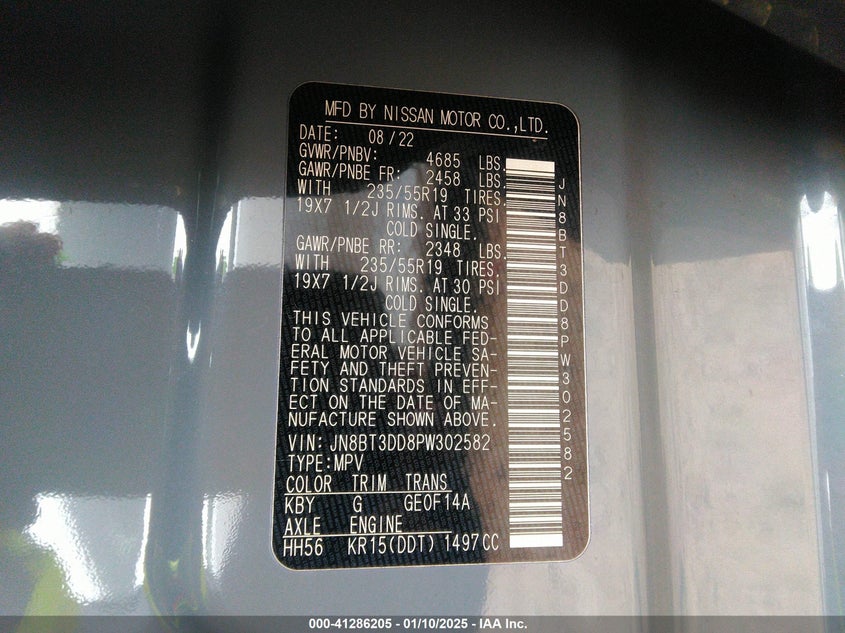 MFD BY NISSAN MOTOR CO.,LTD.
DATE: 08/22
GVWR/PNBV: 4685 LBS.
GAWR/PNBE FR: 2458 LBS.
WITH 235/55R19 TIRES.
19X7 1/2J RIMS. AT 33 PSI
COLD SINGLE.
GAWR/PNBE RR: 2348 LBS.
WITH 235/55R19 TIRES.
19X7 1/2J RIMS. AT 30 PSI
COLD SINGLE.
THIS VEHICLE CONFORMS
TO ALL APPLICABLE FED-
ERAL MOTOR VEHICLE SA-
FETY AND THEFT PREVEN-
TION STANDARDS IN EFF-
ECT ON THE DATE OF MA-
NUFACTURE SHOWN ABOVE.
VIN: JN8BT3DD8PW302582
TYPE:MPV
COLOR TRIM TRANS
KBY G GE0F14A
AXLE ENGINE
HH56 KR15(DDT) 1497CC
JN8BT3DD8PW302582
000-41286205 - 01/10/2025 - IAA Inc.